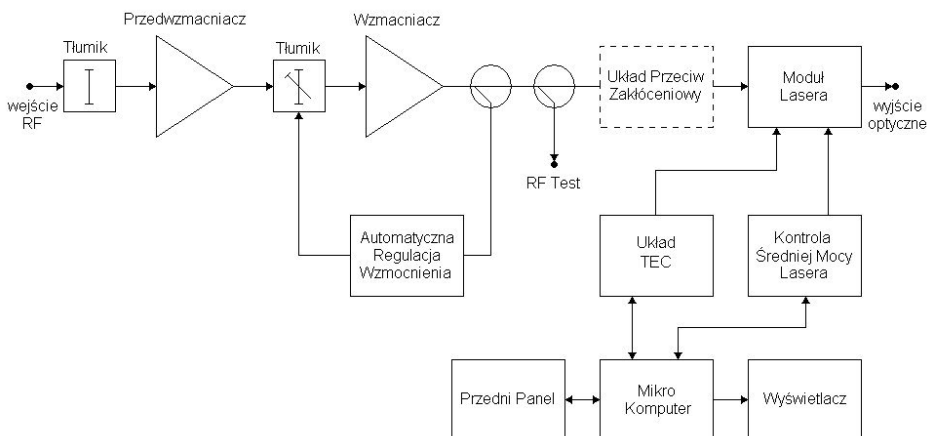 Przedwzmacniacz
Wzmacniacz
Tłumik
Tłumik
wejście
RF
Układ Przeciw
Zakłóceniowy
Moduł
Lasera
wyjście
optyczne
RF Test
Automatyczna
Regulacja
Wzmocnienia
Układ
TEC
Kontrola
Średniej Mocy
Lasera
Przedni Panel
Mikro
Komputer
Wyświetlacz